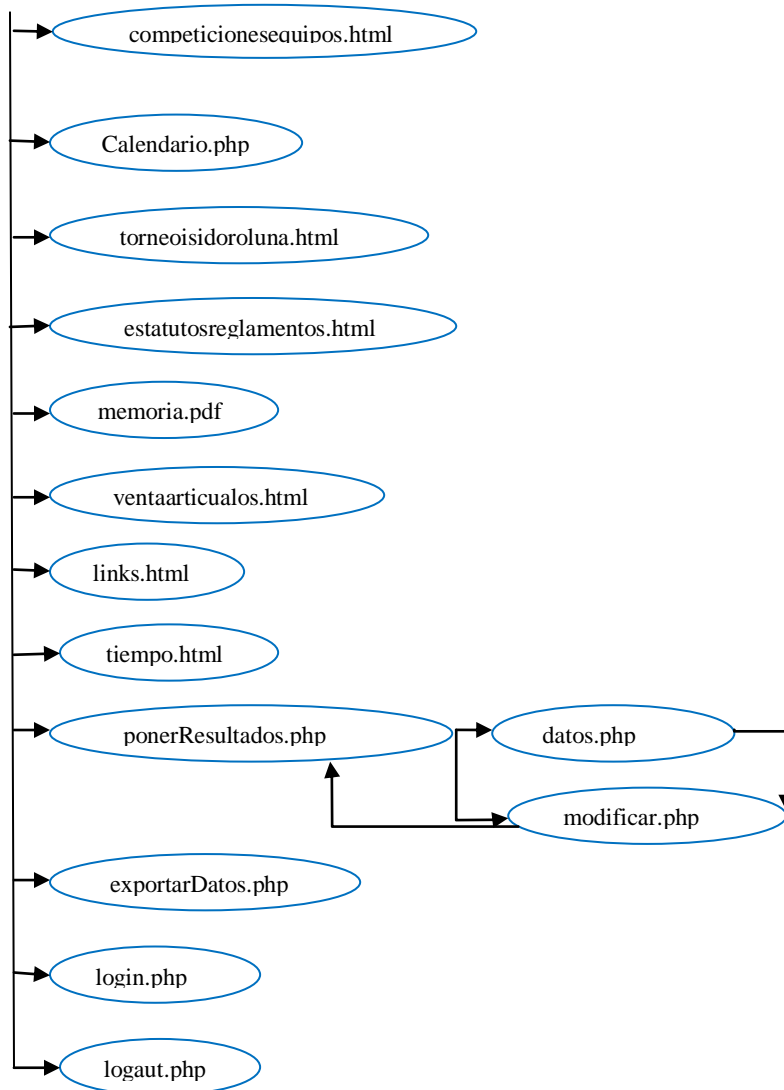 competicionesequipos.html
Calendario.php
torneoisidoroluna.html
estatutosreglamentos.html
memoria.pdf
ventaarticualos.html
links.html
tiempo.html
ponerResultados.php
datos.php
modificar.php
exportarDatos.php
login.php
logaut.php